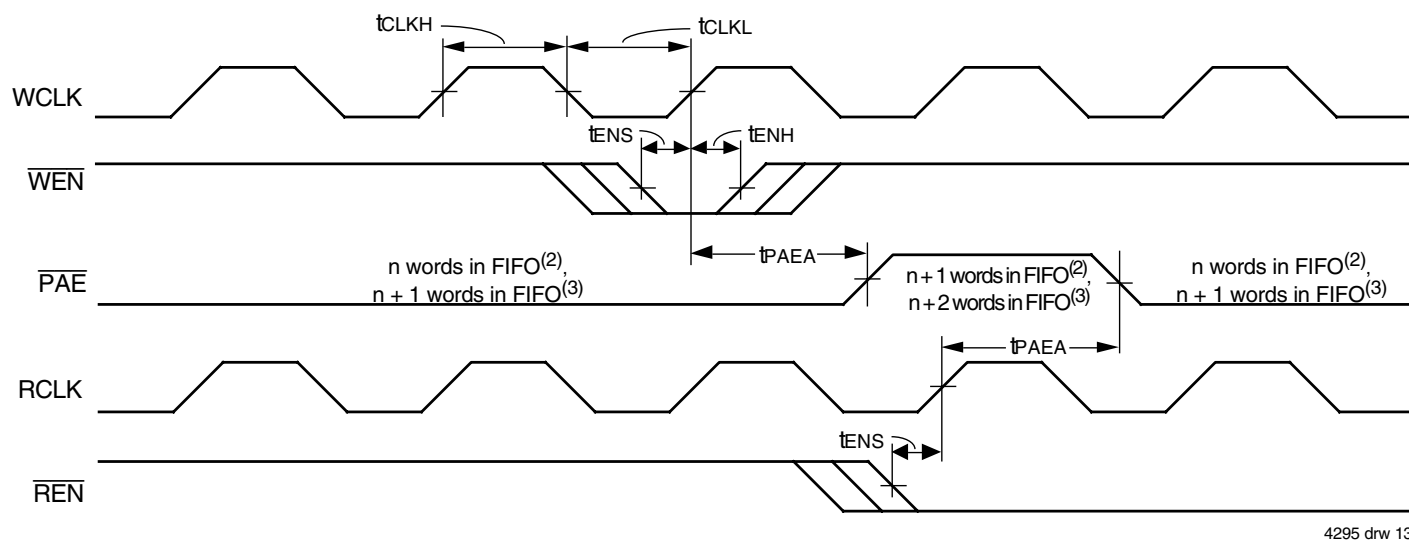 tCLKH
tCLKL
WCLK
tENS
tENH
WEN
tPAEA
PAE
n words in FIFO(2),
n + 1 words in FIFO(3)
n + 1 words in FIFO(2),
n + 2 words in FIFO(3)
n words in FIFO(2),
n + 1 words in FIFO(3)
tPAEA
RCLK
tENS
REN
4295 drw 13